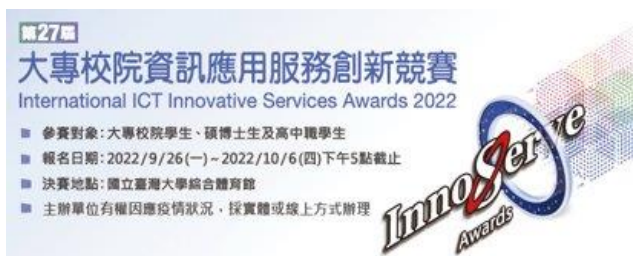 第27屆
大專校院資訊應用服務創新競賽
International ICT Innovative Services Awards 2022
參賽對象:大專校院學生、碩博士生及高中職學生
報名日期:2022/9/26(一)~2022/10/6(四)下午5點截止
決賽地點:國立臺灣大學綜合體育館
主辦單位有權因應疫情狀況,採實體或線上方式辦理
InnoServe
Awards